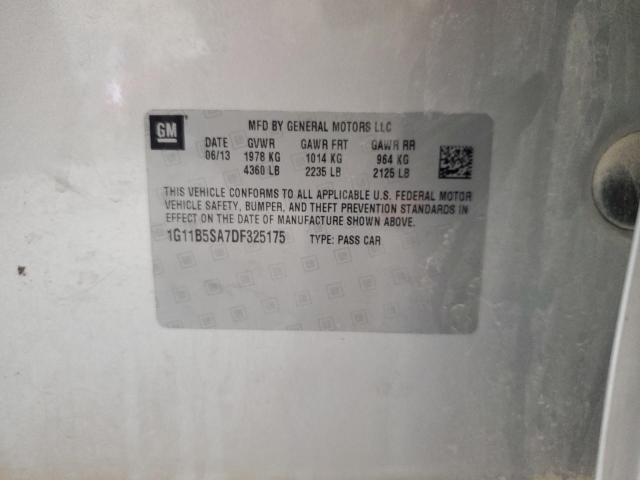 GM
MFD BY GENERAL MOTORS LLC
DATE GVWR GAWR FRT GAWR RR
06/13 1978 KG 1014 KG 964 KG
4360 LB 2235 LB 2125 LB
THIS VEHICLE CONFORMS TO ALL APPLICABLE U.S. FEDERAL MOTOR
VEHICLE SAFETY, BUMPER, AND THEFT PREVENTION STANDARDS IN
EFFECT ON THE DATE OF MANUFACTURE SHOWN ABOVE.
1G11B5SA7DF325175 TYPE: PASS CAR